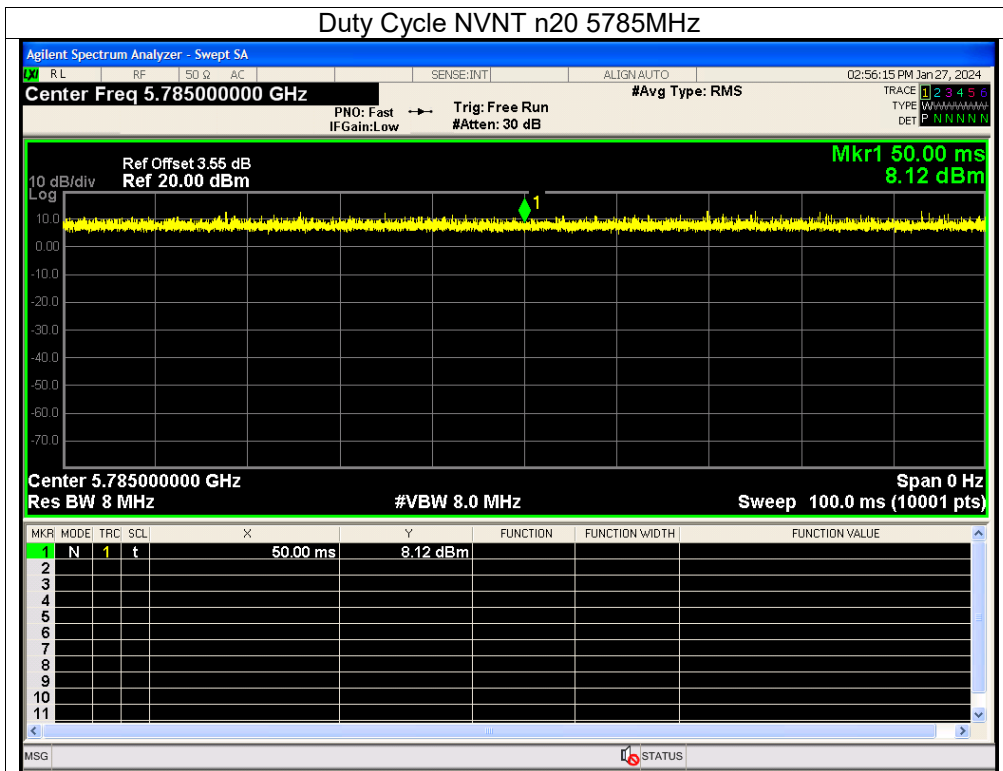 Duty Cycle NVNT n20 5785MHz
Agilent Spectrum Analyzer - Swept SA
LXI RL RF 50 Ω AC SENSE:INT ALIGN AUTO 02:56:15 PM Jan 27, 2024
Center Freq 5.785000000 GHz #Avg Type: RMS TRACE 1 2 3 4 5 6
PNO: Fast Trig: Free Run TYPE WWWWWW
IFGain:Low #Atten: 30 dB DET P N N N N N
Mkr1 50.00 ms
Ref Offset 3.55 dB
10 dB/div Ref 20.00 dBm 8.12 dBm
Log
1
10.0
0.00
-10.0
-20.0
-30.0
-40.0
-50.0
-60.0
-70.0
Center 5.785000000 GHz Span 0 Hz
Res BW 8 MHz #VBW 8.0 MHz Sweep 100.0 ms (10001 pts)
MKR MODE TRC SCL X Y FUNCTION FUNCTION WIDTH FUNCTION VALUE
1 N 1 t 50.00 ms 8.12 dBm
2
3
4
5
6
7
8
9
10
11
MSG STATUS